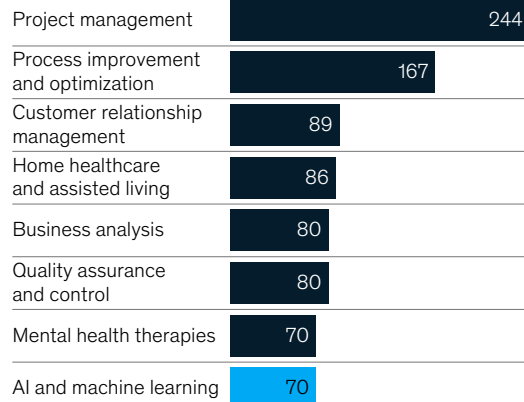 Project management 244
Process improvement
and optimization 167
Customer relationship
management 89
Home healthcare
and assisted living 86
Business analysis 80
Quality assurance
and control 80
Mental health therapies 70
AI and machine learning 70